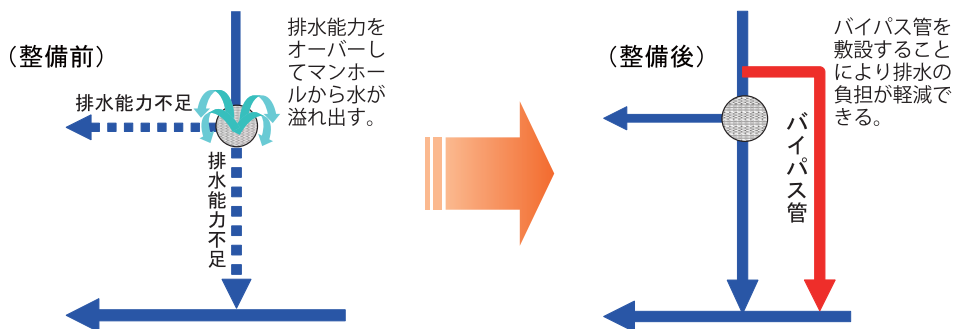 (整備前)
排水能力を
オーバーし
てマンホー
ルから水が
溢れ出す。
排水能力不足
排水能力不足
(整備後)
バイパス管を
敷設すること
により排水の
負担が軽減で
きる。
バイパス管